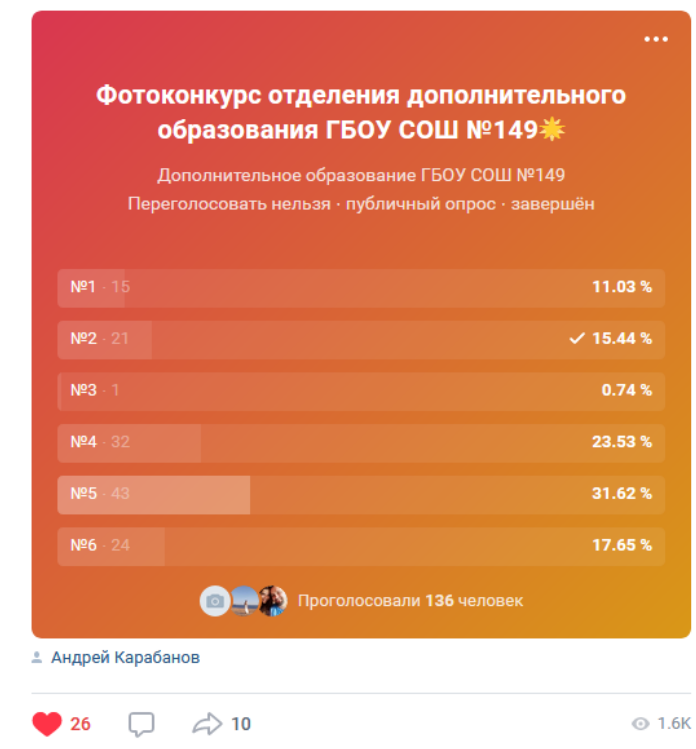 Фотоконкурс отделения дополнительного
образования ГБОУ СОШ №149
Дополнительное образование ГБОУ СОШ №149
Переголосовать нельзя · публичный опрос · завершён
№1 · 15 11.03 %
№2 · 21 15.44 %
№3 · 1 0.74 %
№4 · 32 23.53 %
№5 · 43 31.62 %
№6 · 24 17.65 %
Проголосовали 136 человек
Андрей Карабанов
26 10 1.6K